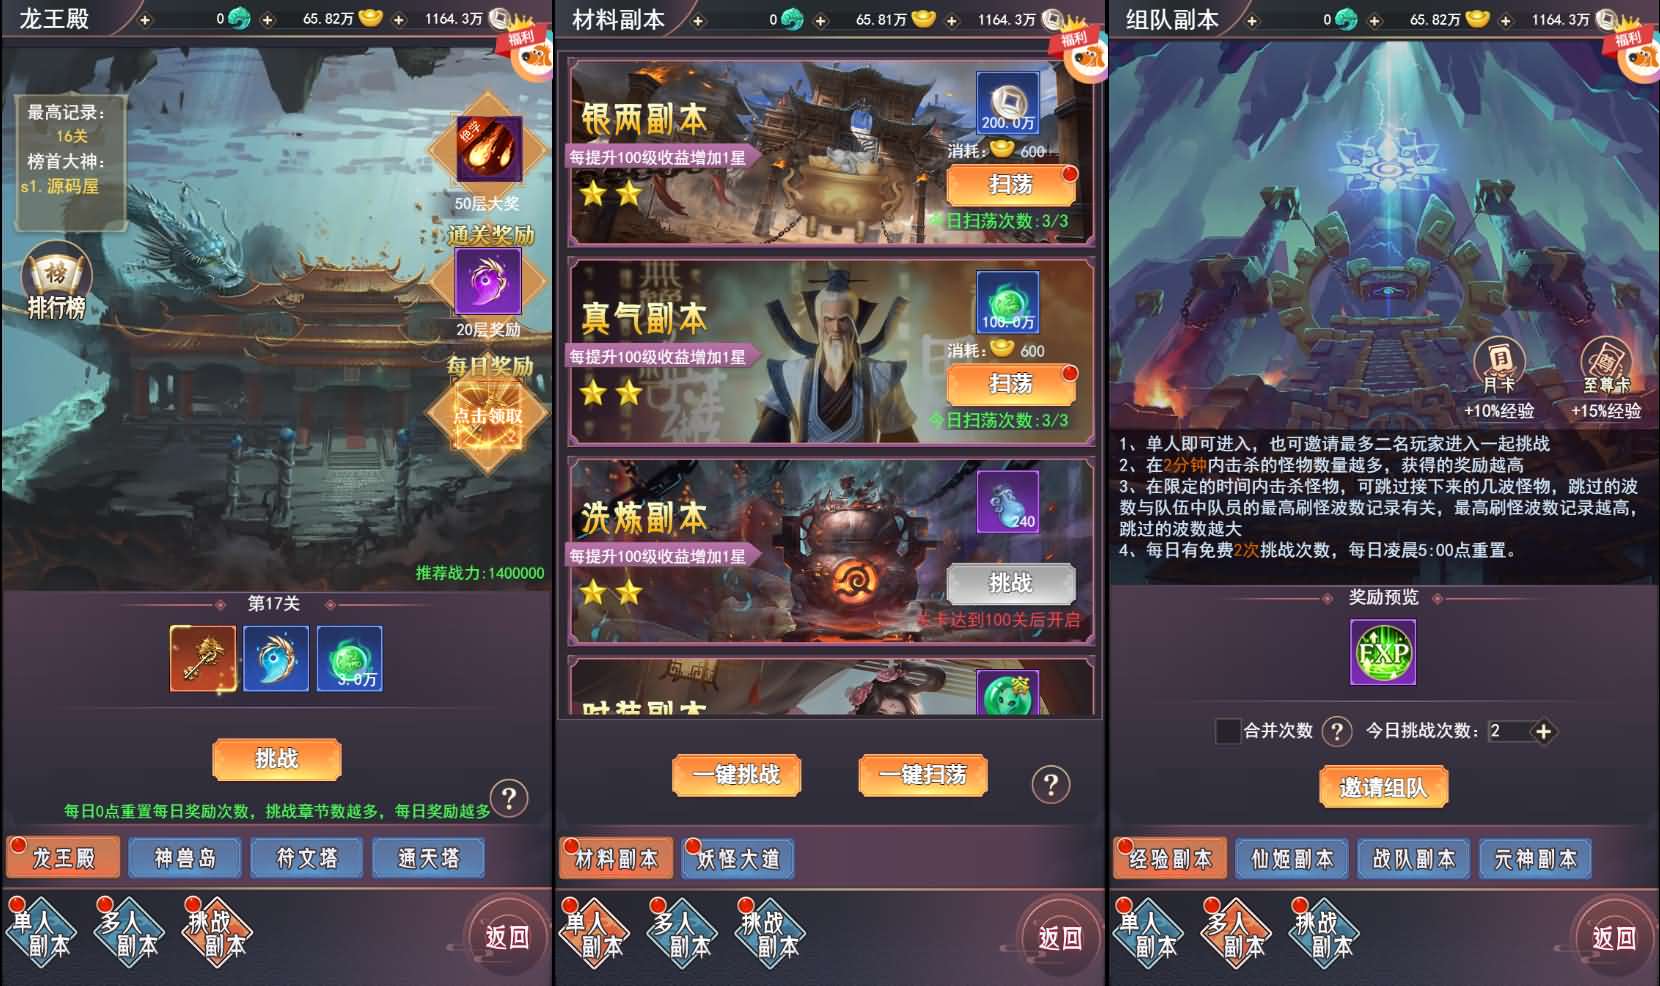 龙王殿
0
65.82万
1164.3万
福利
最高记录:
16关
榜首大神:
s1.源码屋
榜
排行榜
绝学
50层大奖
通关奖励
20层奖励
每日奖励
点击领取
推荐战力:1400000
第17关
3.0万
挑战
每日0点重置每日奖励次数，挑战章节数越多，每日奖励越多
?
龙王殿
神兽岛
符文塔
通天塔
单人副本
多人副本
挑战副本
返回
材料副本
0
65.81万
1164.3万
福利
银两副本
每提升100级收益增加1星
200.0万
消耗: 600
扫荡
今日扫荡次数:3/3
真气副本
每提升100级收益增加1星
100.0万
消耗: 600
扫荡
今日扫荡次数:3/3
洗炼副本
每提升100级收益增加1星
240
挑战
关卡达到100关后开启
时装副本
容
一键挑战
一键扫荡
?
材料副本
妖怪大道
单人副本
多人副本
挑战副本
返回
组队副本
0
65.82万
1164.3万
福利
月
月卡
+10%经验
尊
至尊卡
+15%经验
1、单人即可进入，也可邀请最多二名玩家进入一起挑战
2、在2分钟内击杀的怪物数量越多，获得的奖励越高
3、在限定的时间内击杀怪物，可跳过接下来的几波怪物，跳过的波
数与队伍中队员的最高刷怪波数记录有关，最高刷怪波数记录越高，
跳过的波数越大
4、每日有免费2次挑战次数，每日凌晨5:00点重置。
奖励预览
EXP
合并次数
?
今日挑战次数: 2
邀请组队
经验副本
仙姬副本
战队副本
元神副本
单人副本
多人副本
挑战副本
返回